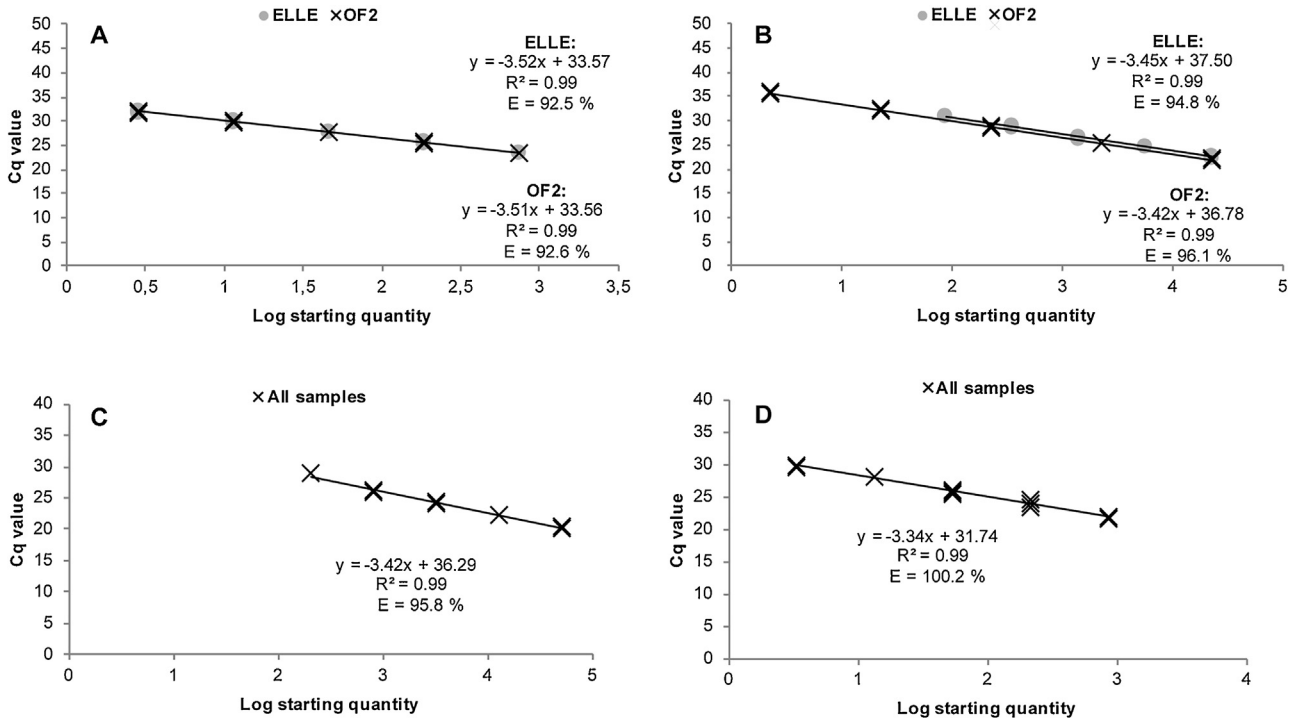 ELLE OF2
A
ELLE:
y = -3.52x + 33.57
R² = 0.99
E = 92.5 %
OF2:
y = -3.51x + 33.56
R² = 0.99
E = 92.6 %
50
45
40
35
30
25
20
15
10
5
0
Cq value
0 0,5 1 1,5 2 2,5 3 3,5
Log starting quantity
ELLE OF2
B
ELLE:
y = -3.45x + 37.50
R² = 0.99
E = 94.8 %
OF2:
y = -3.42x + 36.78
R² = 0.99
E = 96.1 %
50
45
40
35
30
25
20
15
10
5
0
Cq value
0 1 2 3 4 5
Log starting quantity
All samples
C
y = -3.42x + 36.29
R² = 0.99
E = 95.8 %
40
35
30
25
20
15
10
5
0
Cq value
0 1 2 3 4 5
Log starting quantity
All samples
D
y = -3.34x + 31.74
R² = 0.99
E = 100.2 %
40
35
30
25
20
15
10
5
0
Cq value
0 1 2 3 4
Log starting quantity